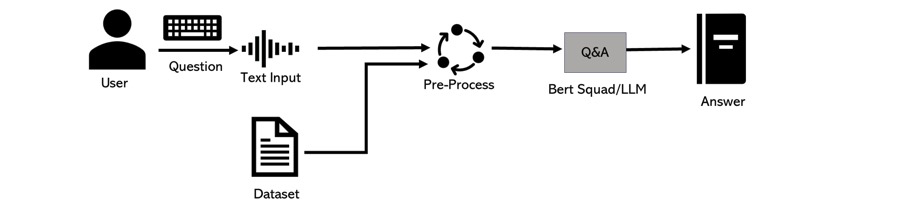 User
Question
Text Input
Dataset
Pre-Process
Q&A
Bert Squad/LLM
Answer